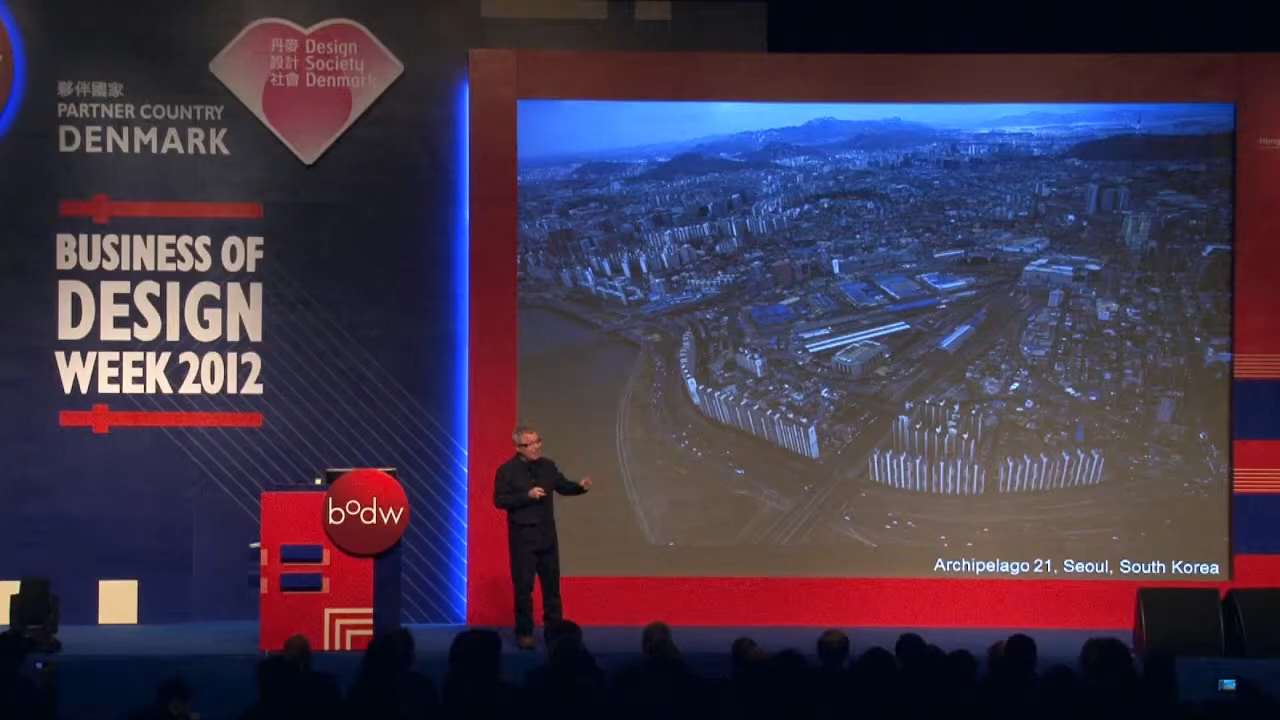 夥伴國家
PARTNER COUNTRY
DENMARK
丹麥 Design
設計 Society
社會 Denmark
BUSINESS OF
DESIGN
WEEK 2012
bodw
Archipelago 21, Seoul, South Korea